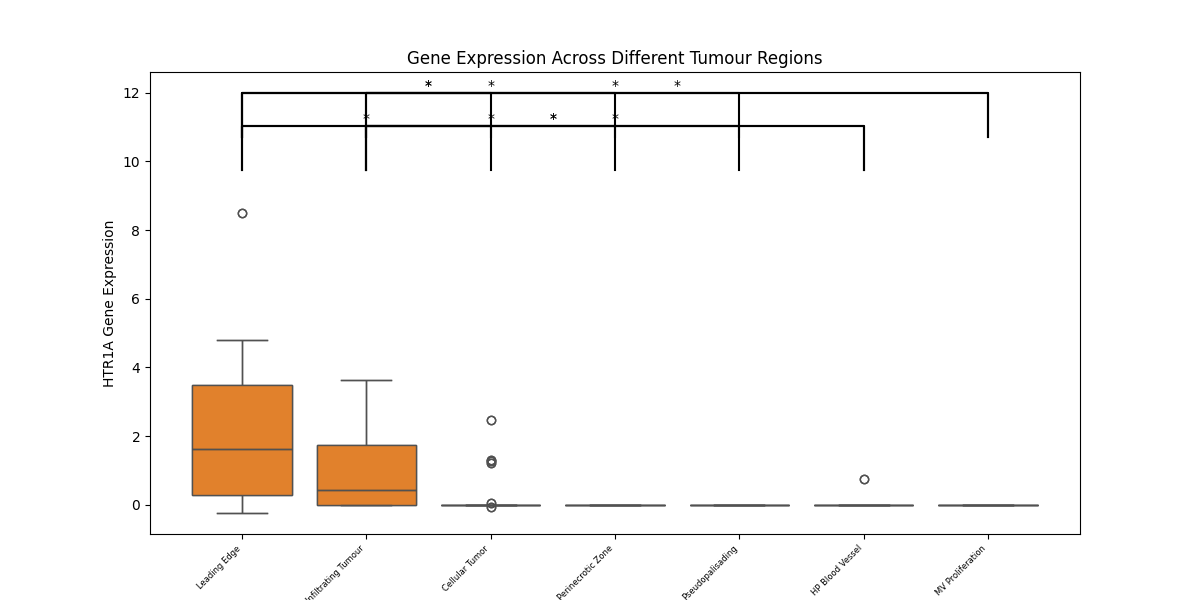 Gene Expression Across Different Tumour Regions
12
* * * *
* * * *
10
8
6
4
2
0
HTR1A Gene Expression
Leading Edge
nfiltrating Tumour
Cellular Tumor
Perinecrotic Zone
Pseudopalisading
HP Blood Vessel
MV Proliferation